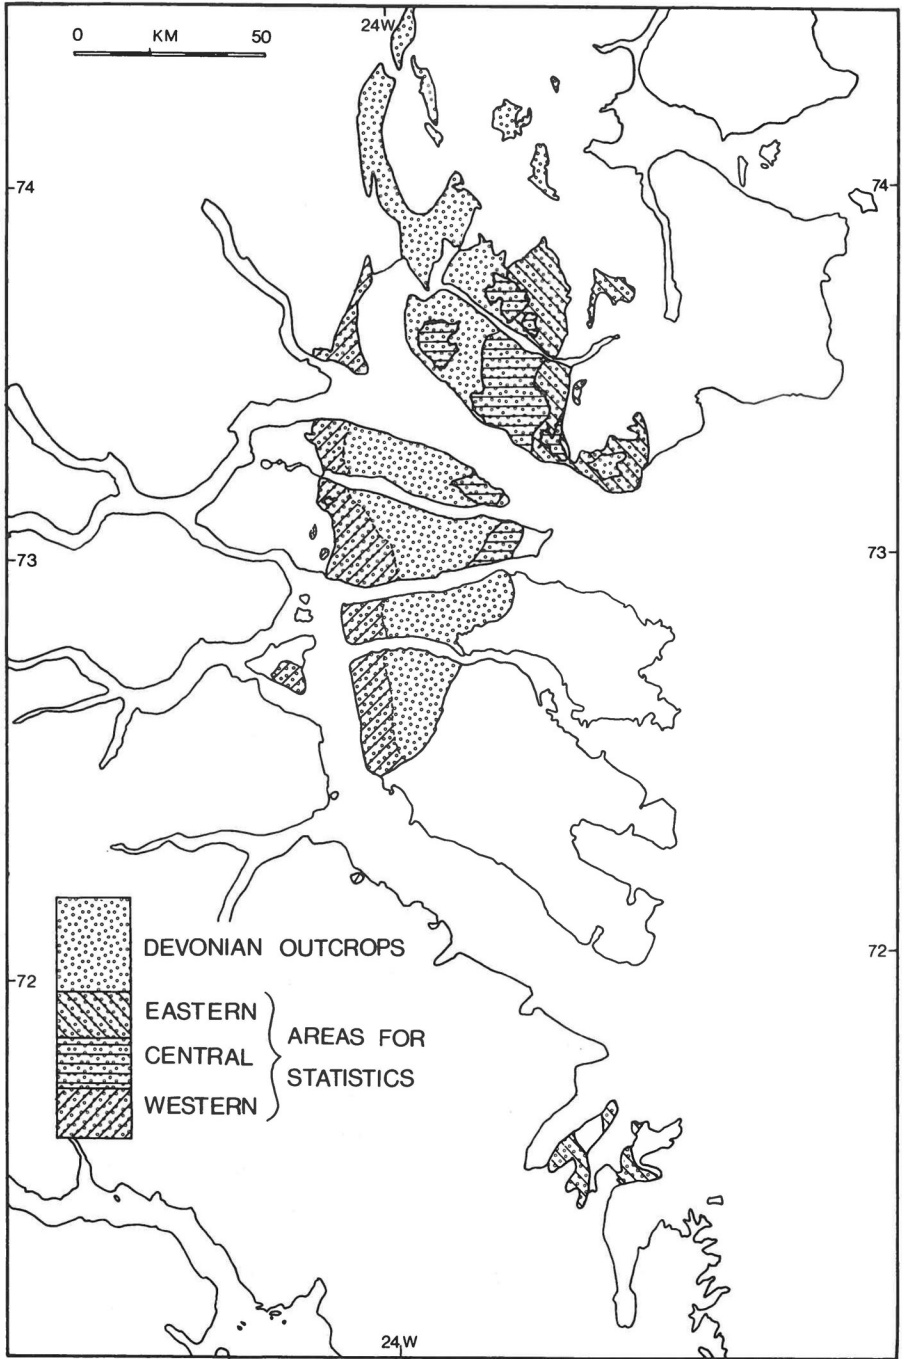 0 KM 50
24W
74 74
73 73
72 72
DEVONIAN OUTCROPS
EASTERN
CENTRAL
WESTERN
AREAS FOR
STATISTICS
24W